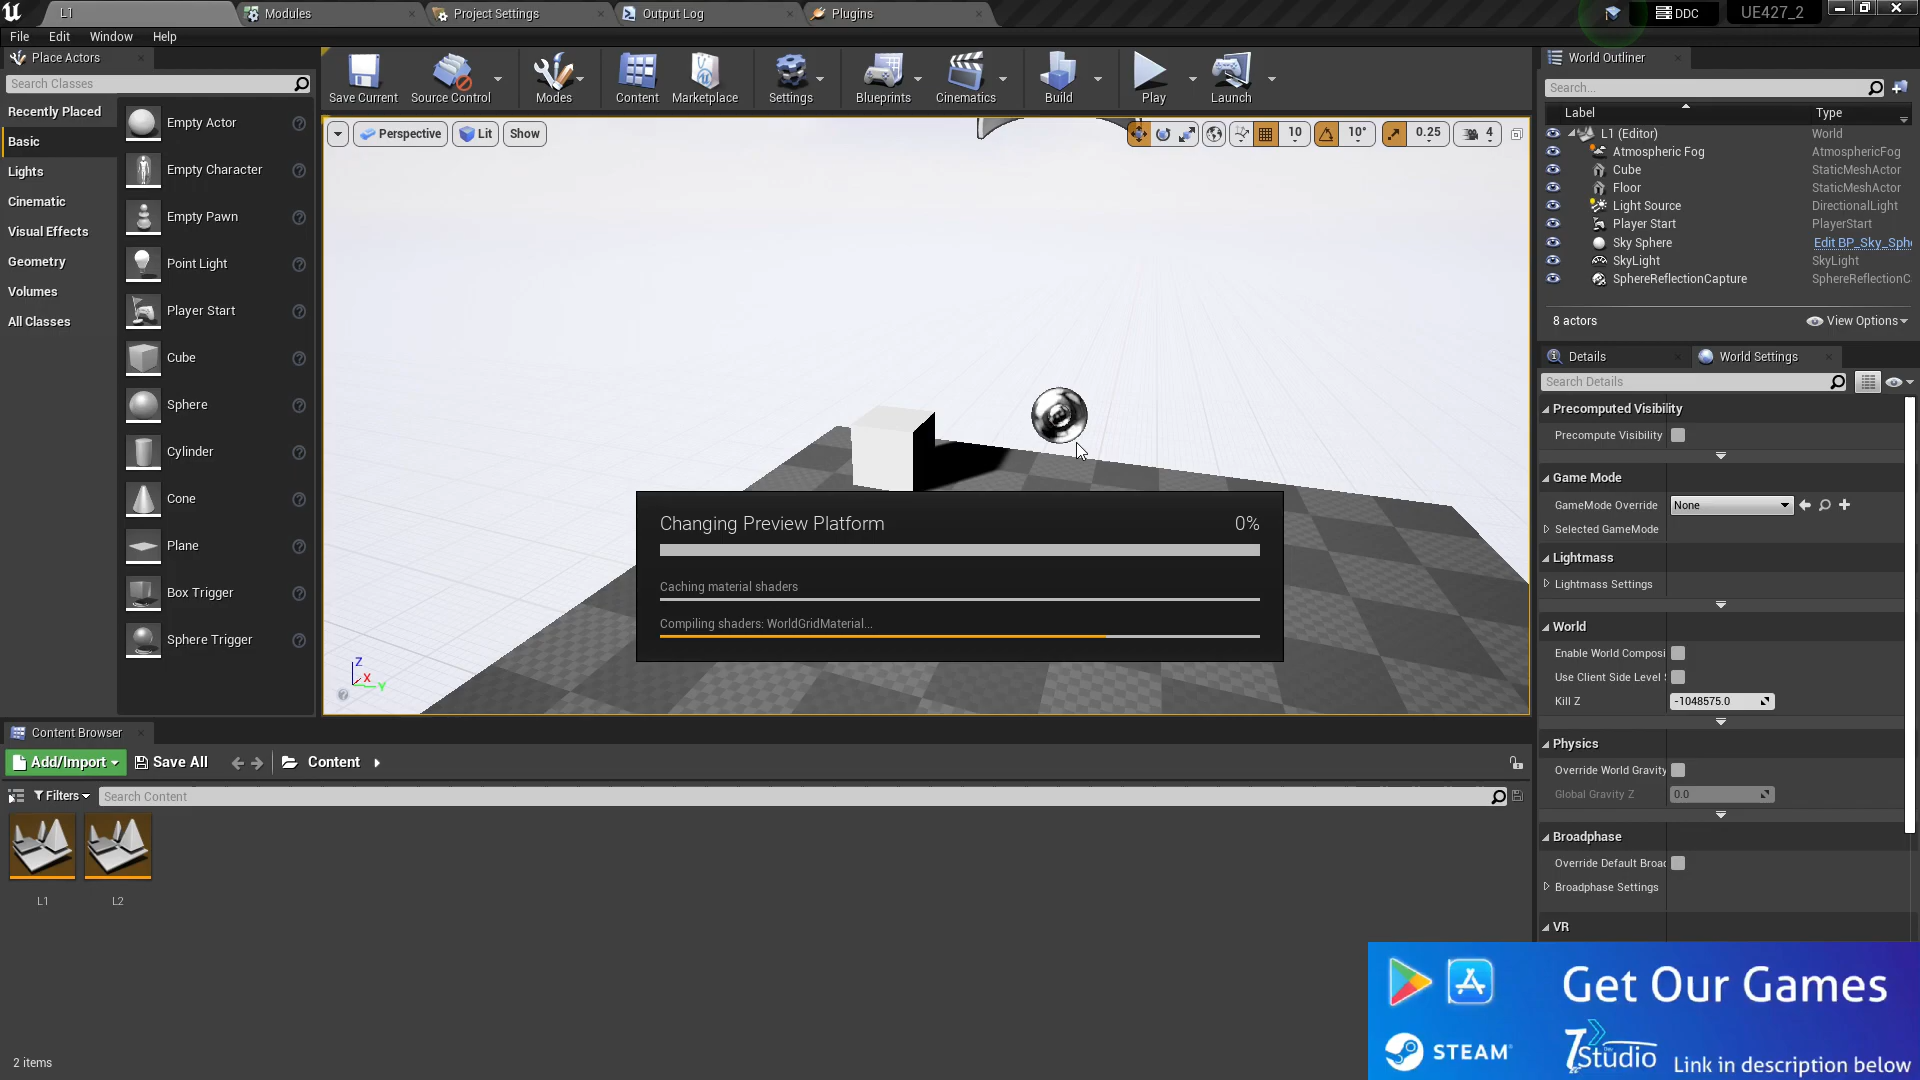 L1
Modules
Project Settings
Output Log
Plugins
DDC
UE427_2
File
Edit
Window
Help
Place Actors
Search Classes
Recently Placed
Basic
Lights
Cinematic
Visual Effects
Geometry
Volumes
All Classes
Empty Actor
Empty Character
Empty Pawn
Point Light
Player Start
Cube
Sphere
Cylinder
Cone
Plane
Box Trigger
Sphere Trigger
Save Current
Source Control
Modes
Content
Marketplace
Settings
Blueprints
Cinematics
Build
Play
Launch
Perspective
Lit
Show
10
10°
0.25
4
Changing Preview Platform
0%
Caching material shaders
Compiling shaders: WorldGridMaterial...
Z
X
Y
World Outliner
Search...
Label
Type
L1 (Editor)
World
Atmospheric Fog
AtmosphericFog
Cube
StaticMeshActor
Floor
StaticMeshActor
Light Source
DirectionalLight
Player Start
PlayerStart
Sky Sphere
Edit BP_Sky_Sph
SkyLight
SkyLight
SphereReflectionCapture
SphereReflectionC
8 actors
View Options
Details
World Settings
Search Details
Precomputed Visibility
Precompute Visibility
Game Mode
GameMode Override
None
Selected GameMode
Lightmass
Lightmass Settings
World
Enable World Composi
Use Client Side Level
Kill Z
-1048575.0
Physics
Override World Gravity
Global Gravity Z
0.0
Broadphase
Override Default Broad
Broadphase Settings
VR
Content Browser
Add/Import
Save All
Content
Filters
Search Content
L1
L2
2 items
Get Our Games
STEAM
7Studio
Link in description below